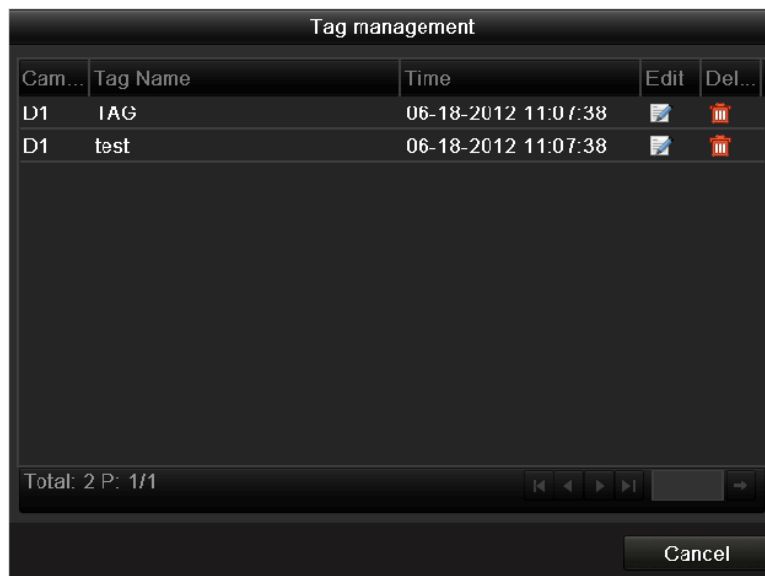 Tag management
Cam... Tag Name Time Edit Del...
D1 TAG 06-18-2012 11:07:38
D1 test 06-18-2012 11:07:38
Total: 2 P: 1/1
Cancel